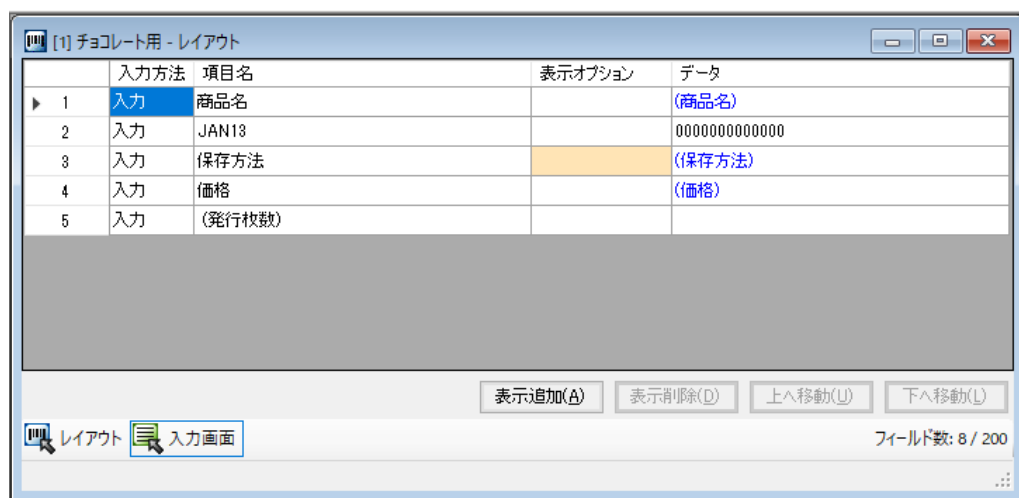 [1] チョコレート用 - レイアウト
入力方法 項目名 表示オプション データ
1 入力 商品名 (商品名)
2 入力 JAN13 0000000000000
3 入力 保存方法 (保存方法)
4 入力 価格 (価格)
5 入力 (発行枚数)
表示追加(A) 表示削除(D) 上へ移動(U) 下へ移動(L)
レイアウト 入力画面 フィールド数: 8 / 200